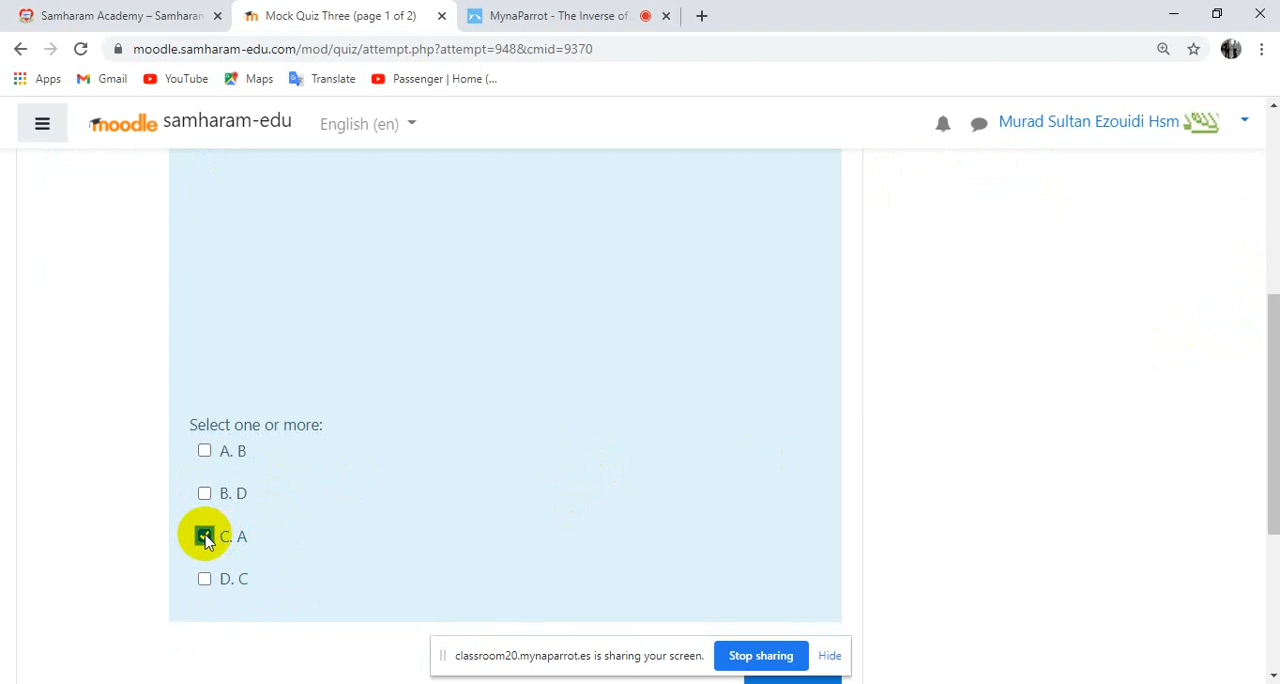 Samharam Academy – Samharan
Mock Quiz Three (page 1 of 2)
MynaParrot - The Inverse of
moodle.samharam-edu.com/mod/quiz/attempt.php?attempt=948&cmid=9370
Apps
Gmail
YouTube
Maps
Translate
Passenger | Home (...
moodle samharam-edu
English (en)
Murad Sultan Ezouidi Hsm
Select one or more:
A. B
B. D
C. A
D. C
classroom20.mynaparrot.es is sharing your screen.
Stop sharing
Hide